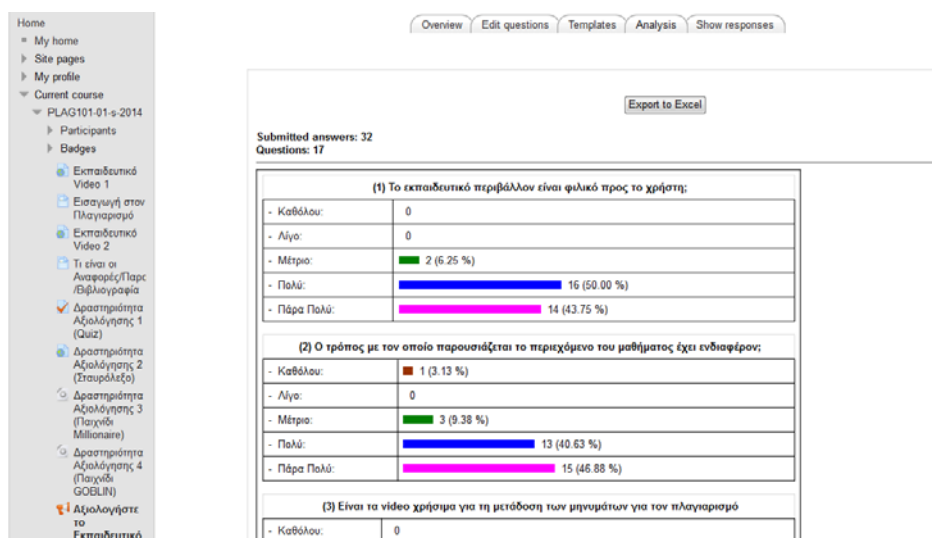 Home
My home
Site pages
My profile
Current course
PLAG101-01-s-2014
Participants
Badges
Εκπαιδευτικό
Video 1
Εισαγωγή στον
Πλαγιαρισμό
Εκπαιδευτικό
Video 2
Τι είναι οι
Αναφορές/Παρc
/Βιβλιογραφία
Δραστηριότητα
Αξιολόγησης 1
(Quiz)
Δραστηριότητα
Αξιολόγησης 2
(Σταυρόλεξο)
Δραστηριότητα
Αξιολόγησης 3
(Παιχνίδι
Millionaire)
Δραστηριότητα
Αξιολόγησης 4
(Παιχνίδι
GOBLIN)
Αξιολογήστε
το
Εκπαιδευτικό
Overview Edit questions Templates Analysis Show responses
Export to Excel
Submitted answers: 32
Questions: 17
(1) Το εκπαιδευτικό περιβάλλον είναι φιλικό προς το χρήστη;
- Καθόλου: 0
- Λίγο: 0
- Μέτριο: 2 (6.25 %)
- Πολύ: 16 (50.00 %)
- Πάρα Πολύ: 14 (43.75 %)
(2) Ο τρόπος με τον οποίο παρουσιάζεται το περιεχόμενο του μαθήματος έχει ενδιαφέρον;
- Καθόλου: 1 (3.13 %)
- Λίγο: 0
- Μέτριο: 3 (9.38 %)
- Πολύ: 13 (40.63 %)
- Πάρα Πολύ: 15 (46.88 %)
(3) Είναι τα video χρήσιμα για τη μετάδοση των μηνυμάτων για τον πλαγιαρισμό
- Καθόλου: 0